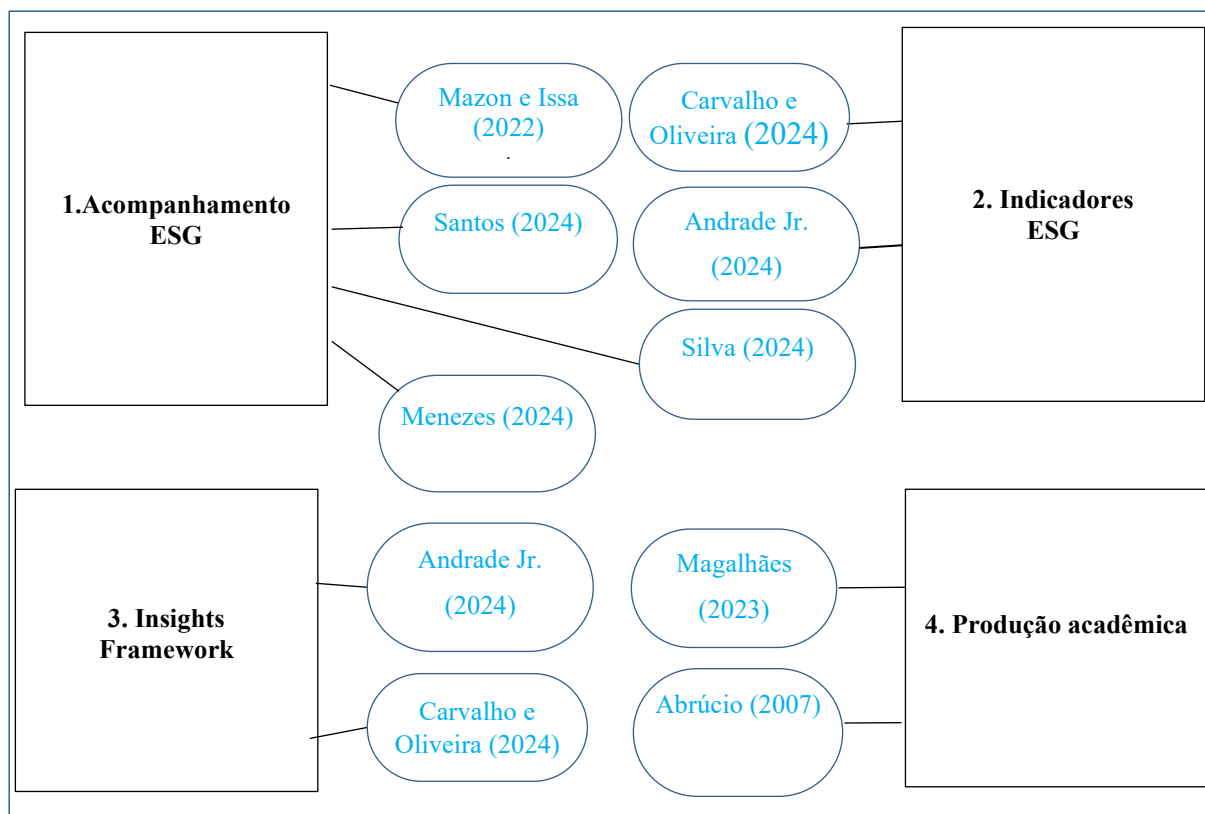 1.Acompanhamento
ESG
Mazon e Issa
(2022)
.
Santos (2024)
Menezes (2024)
Carvalho e
Oliveira (2024)
Andrade Jr.
(2024)
Silva (2024)
2. Indicadores
ESG
3. Insights
Framework
Andrade Jr.
(2024)
Carvalho e
Oliveira (2024)
Magalhães
(2023)
Abrúcio (2007)
4. Produção acadêmica